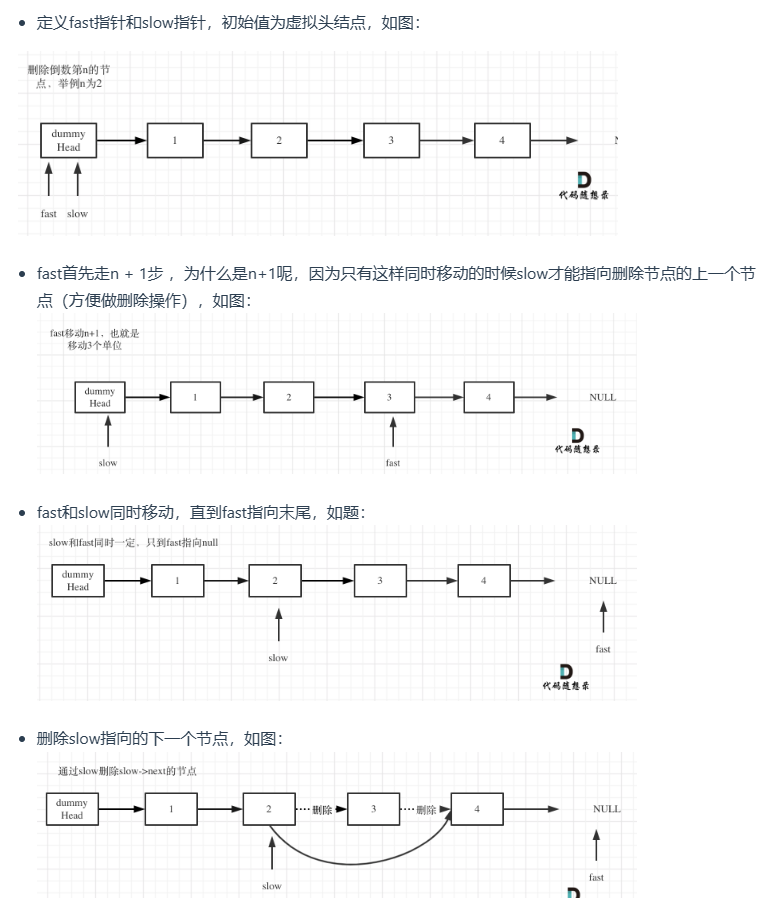 定义fast指针和slow指针，初始值为虚拟头结点，如图：
删除倒数第n的节
点、举例n为2
dummy
Head
1
2
3
4
代码随想录
fast slow
fast首先走n + 1步 ，为什么是n+1呢，因为只有这样同时移动的时候slow才能指向删除节点的上一个节
点（方便做删除操作），如图：
fast移动n+1、也就是
移动3个单位
dummy
Head
1
2
3
4
NULL
代码随想录
slow
fast
fast和slow同时移动，直到fast指向末尾，如题：
slow和fast同时一定、只到fast指向null
dummy
Head
1
2
3
4
NULL
slow
fast
代码随想录
删除slow指向的下一个节点，如图：
通过slow删除slow->next的节点
dummy
Head
1
2
删除
3
删除
4
NULL
slow
fast